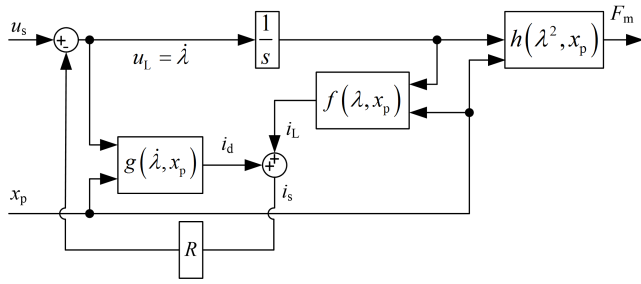 u_s
+
-
u_L = λ̇
1/s
h(λ², x_p)
F_m
f(λ, x_p)
i_L
g(λ̇, x_p)
i_d
+
+
i_s
x_p
R